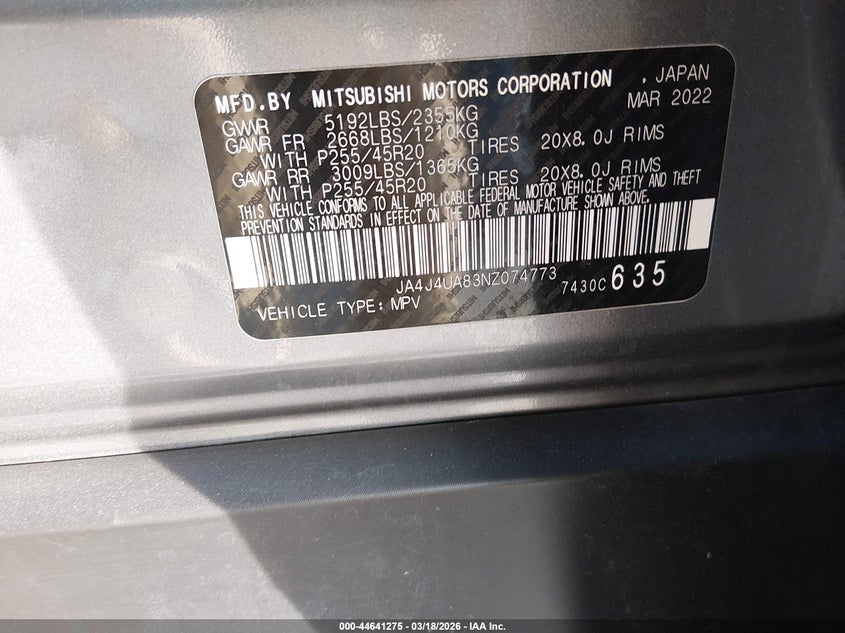 MFD.BY MITSUBISHI MOTORS CORPORATION . JAPAN
MAR 2022
GVWR 5192LBS/2355KG
GAWR FR 2668LBS/1210KG
WITH P255/45R20 TIRES 20X8.0J RIMS
GAWR RR 3009LBS/1365KG
WITH P255/45R20 TIRES 20X8.0J RIMS
THIS VEHICLE CONFORMS TO ALL APPLICABLE FEDERAL MOTOR VEHICLE SAFETY AND THEFT
PREVENTION STANDARDS IN EFFECT ON THE DATE OF MANUFACTURE SHOWN ABOVE.
JA4J4UA83NZ074773
VEHICLE TYPE: MPV 7430C 635
000-44641275 - 03/18/2026 - IAA Inc.